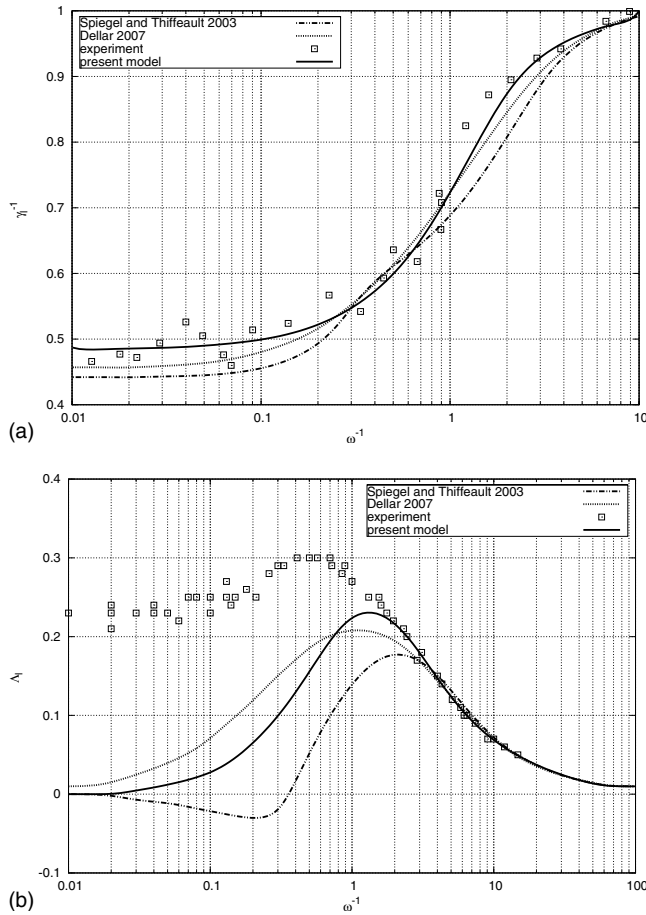 Spiegel and Thiffeault 2003
Dellar 2007
experiment
present model
1
0.9
0.8
0.7
0.6
0.5
0.4
γₗ⁻¹
0.01 0.1 1 10
ω⁻¹
(a)
Spiegel and Thiffeault 2003
Dellar 2007
experiment
present model
0.4
0.3
0.2
0.1
0
-0.1
Λₗ
0.01 0.1 1 10 100
ω⁻¹
(b)